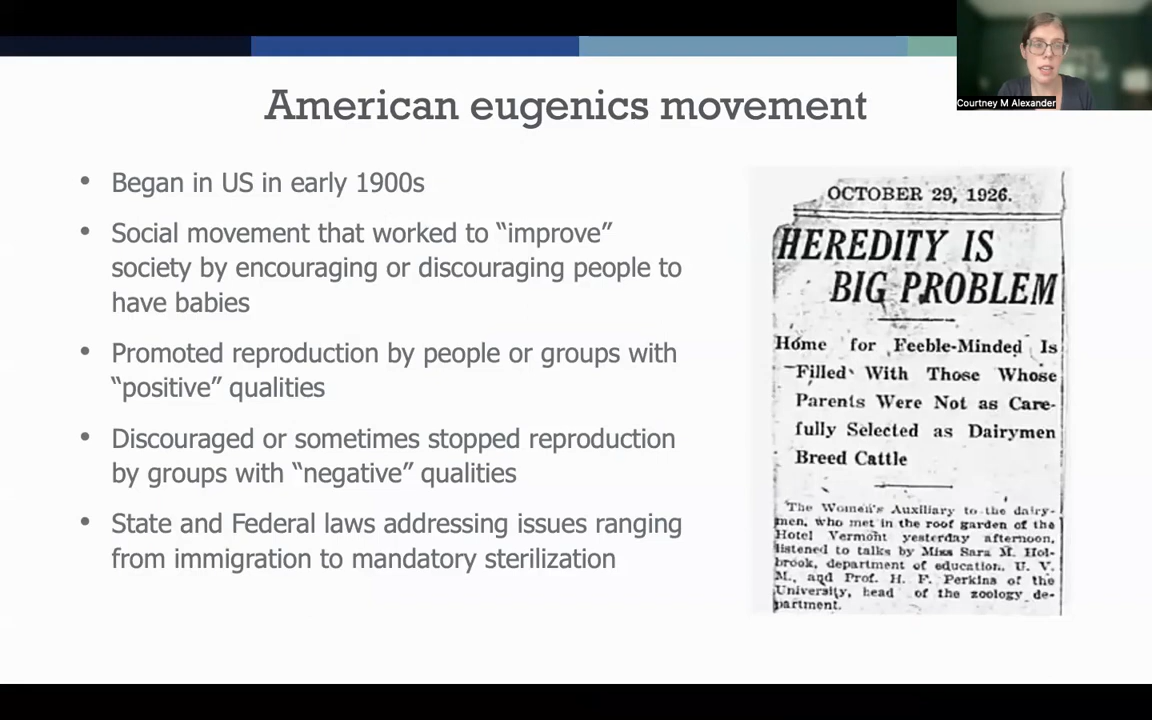 American eugenics movement
Courtney M Alexander
• Began in US in early 1900s
• Social movement that worked to “improve”
society by encouraging or discouraging people to
have babies
• Promoted reproduction by people or groups with
“positive” qualities
• Discouraged or sometimes stopped reproduction
by groups with “negative” qualities
• State and Federal laws addressing issues ranging
from immigration to mandatory sterilization
OCTOBER 29, 1926.
HEREDITY IS
BIG PROBLEM
Home for Feeble-Minded Is
Filled With Those Whose
Parents Were Not as Care-
fully Selected as Dairymen
Breed Cattle
The Women's Auxiliary to the dairy-
men, who met in the roof garden of the
Hotel Vermont yesterday afternoon,
listened to talks by Miss Sara M. Hol-
brook, department of education, U. V.
M., and Prof. H. F. Perkins of the
University, head of the zoology de-
partment.